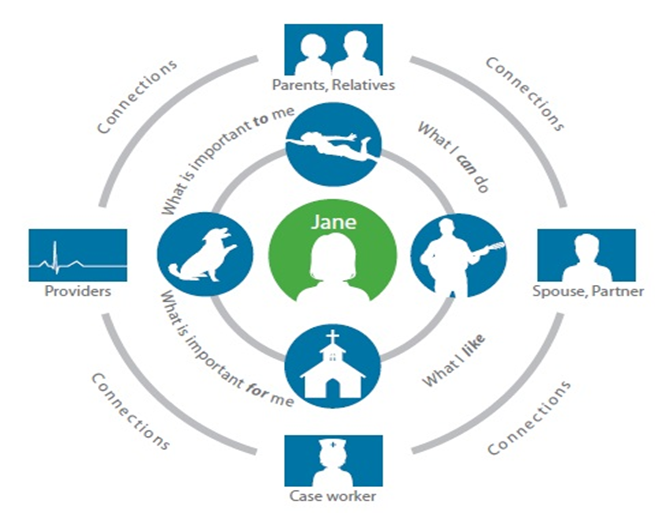 Parents, Relatives
Connections
Connections
What is important to me
What I can do
Jane
Providers
Spouse, Partner
What is important for me
What I like
Connections
Connections
Case worker